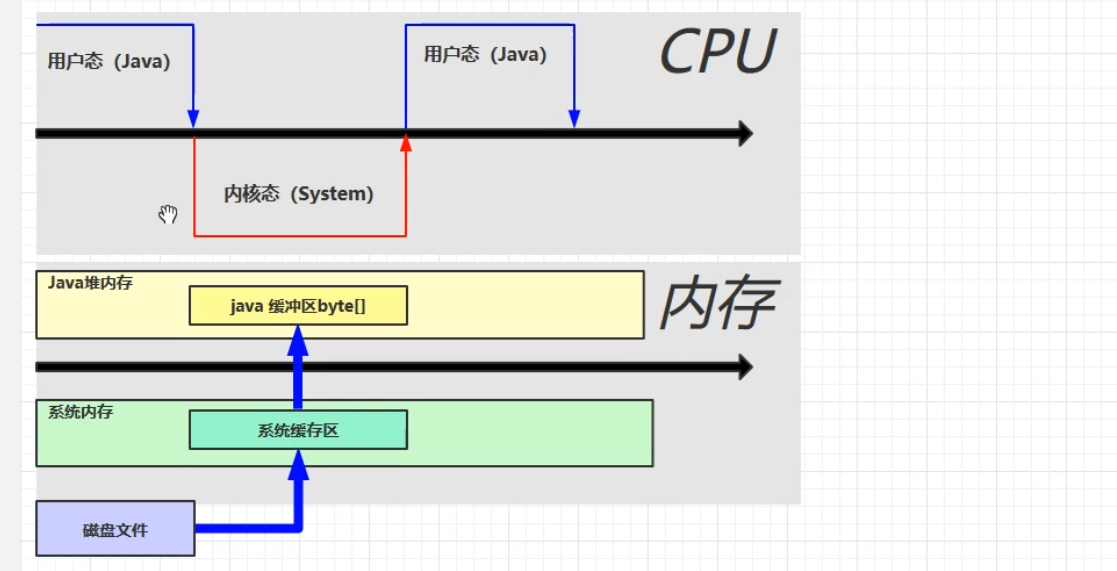 用户态（Java)
用户态（Java)
CPU
内核态（System)
Java堆内存
java 缓冲区byte[]
内存
系统内存
系统缓存区
磁盘文件